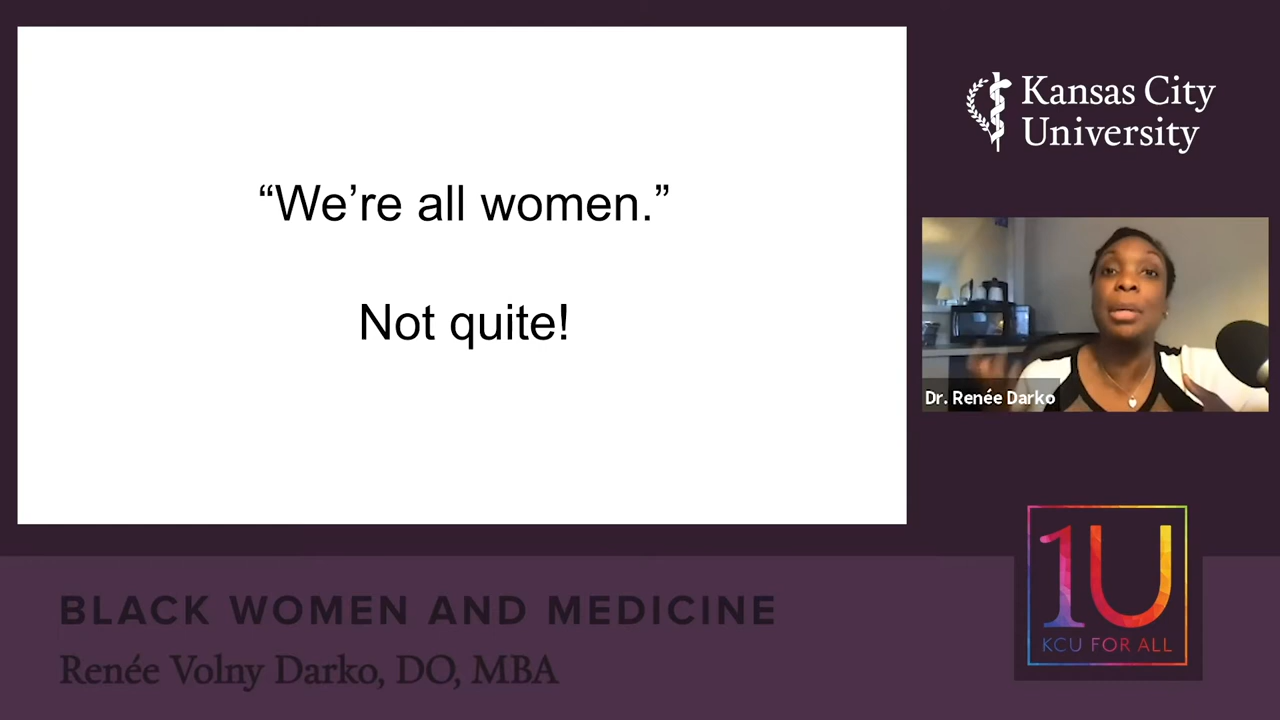 “We’re all women.”
Not quite!
Kansas City
University
Dr. Renée Darko
1U
KCU FOR ALL
BLACK WOMEN AND MEDICINE
Renée Volny Darko, DO, MBA